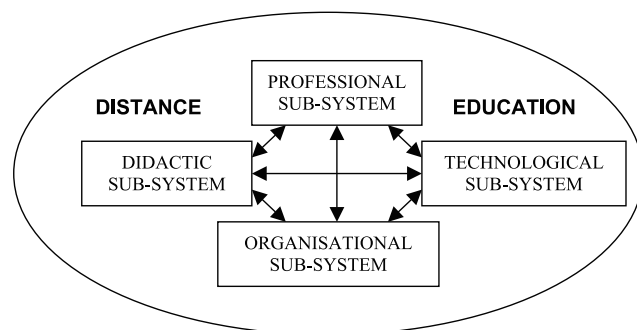 PROFESSIONAL
SUB-SYSTEM
DISTANCE
EDUCATION
DIDACTIC
SUB-SYSTEM
TECHNOLOGICAL
SUB-SYSTEM
ORGANISATIONAL
SUB-SYSTEM